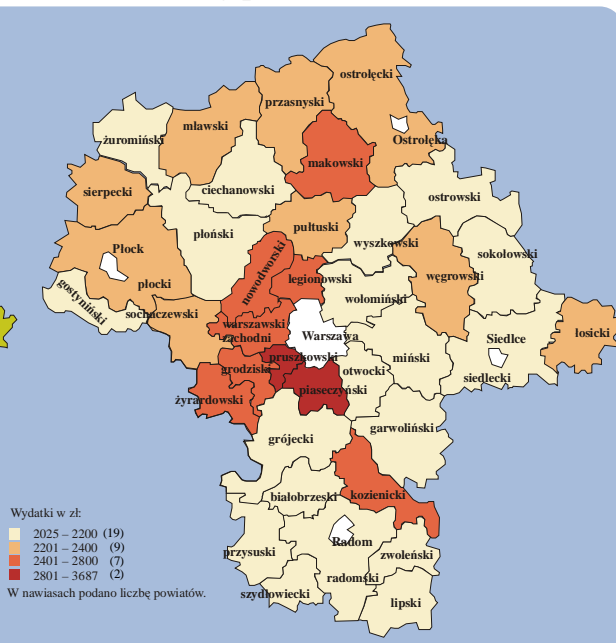 ostrołęcki
przasnyski
mławski
żuromiński
Ostrołęka
makowski
ciechanowski
sierpecki
ostrowski
pułtuski
płoński
wyszkowski
Płock
sokołowski
nowodworski
węgrowski
legionowski
płocki
gostyniński
wołomiński
sochaczewski
warszawski
zachodni
Warszawa
Siedlce
łosicki
pruszkowski
miński
grodziski
otwocki
siedlecki
piaseczyński
żyrardowski
garwoliński
grójecki
białobrzeski
kozienicki
Radom
przysuski
zwoleński
radomski
szydłowiecki
lipski
Wydatki w zł:
2025 – 2200 (19)
2201 – 2400 (9)
2401 – 2800 (7)
2801 – 3687 (2)
W nawiasach podano liczbę powiatów.